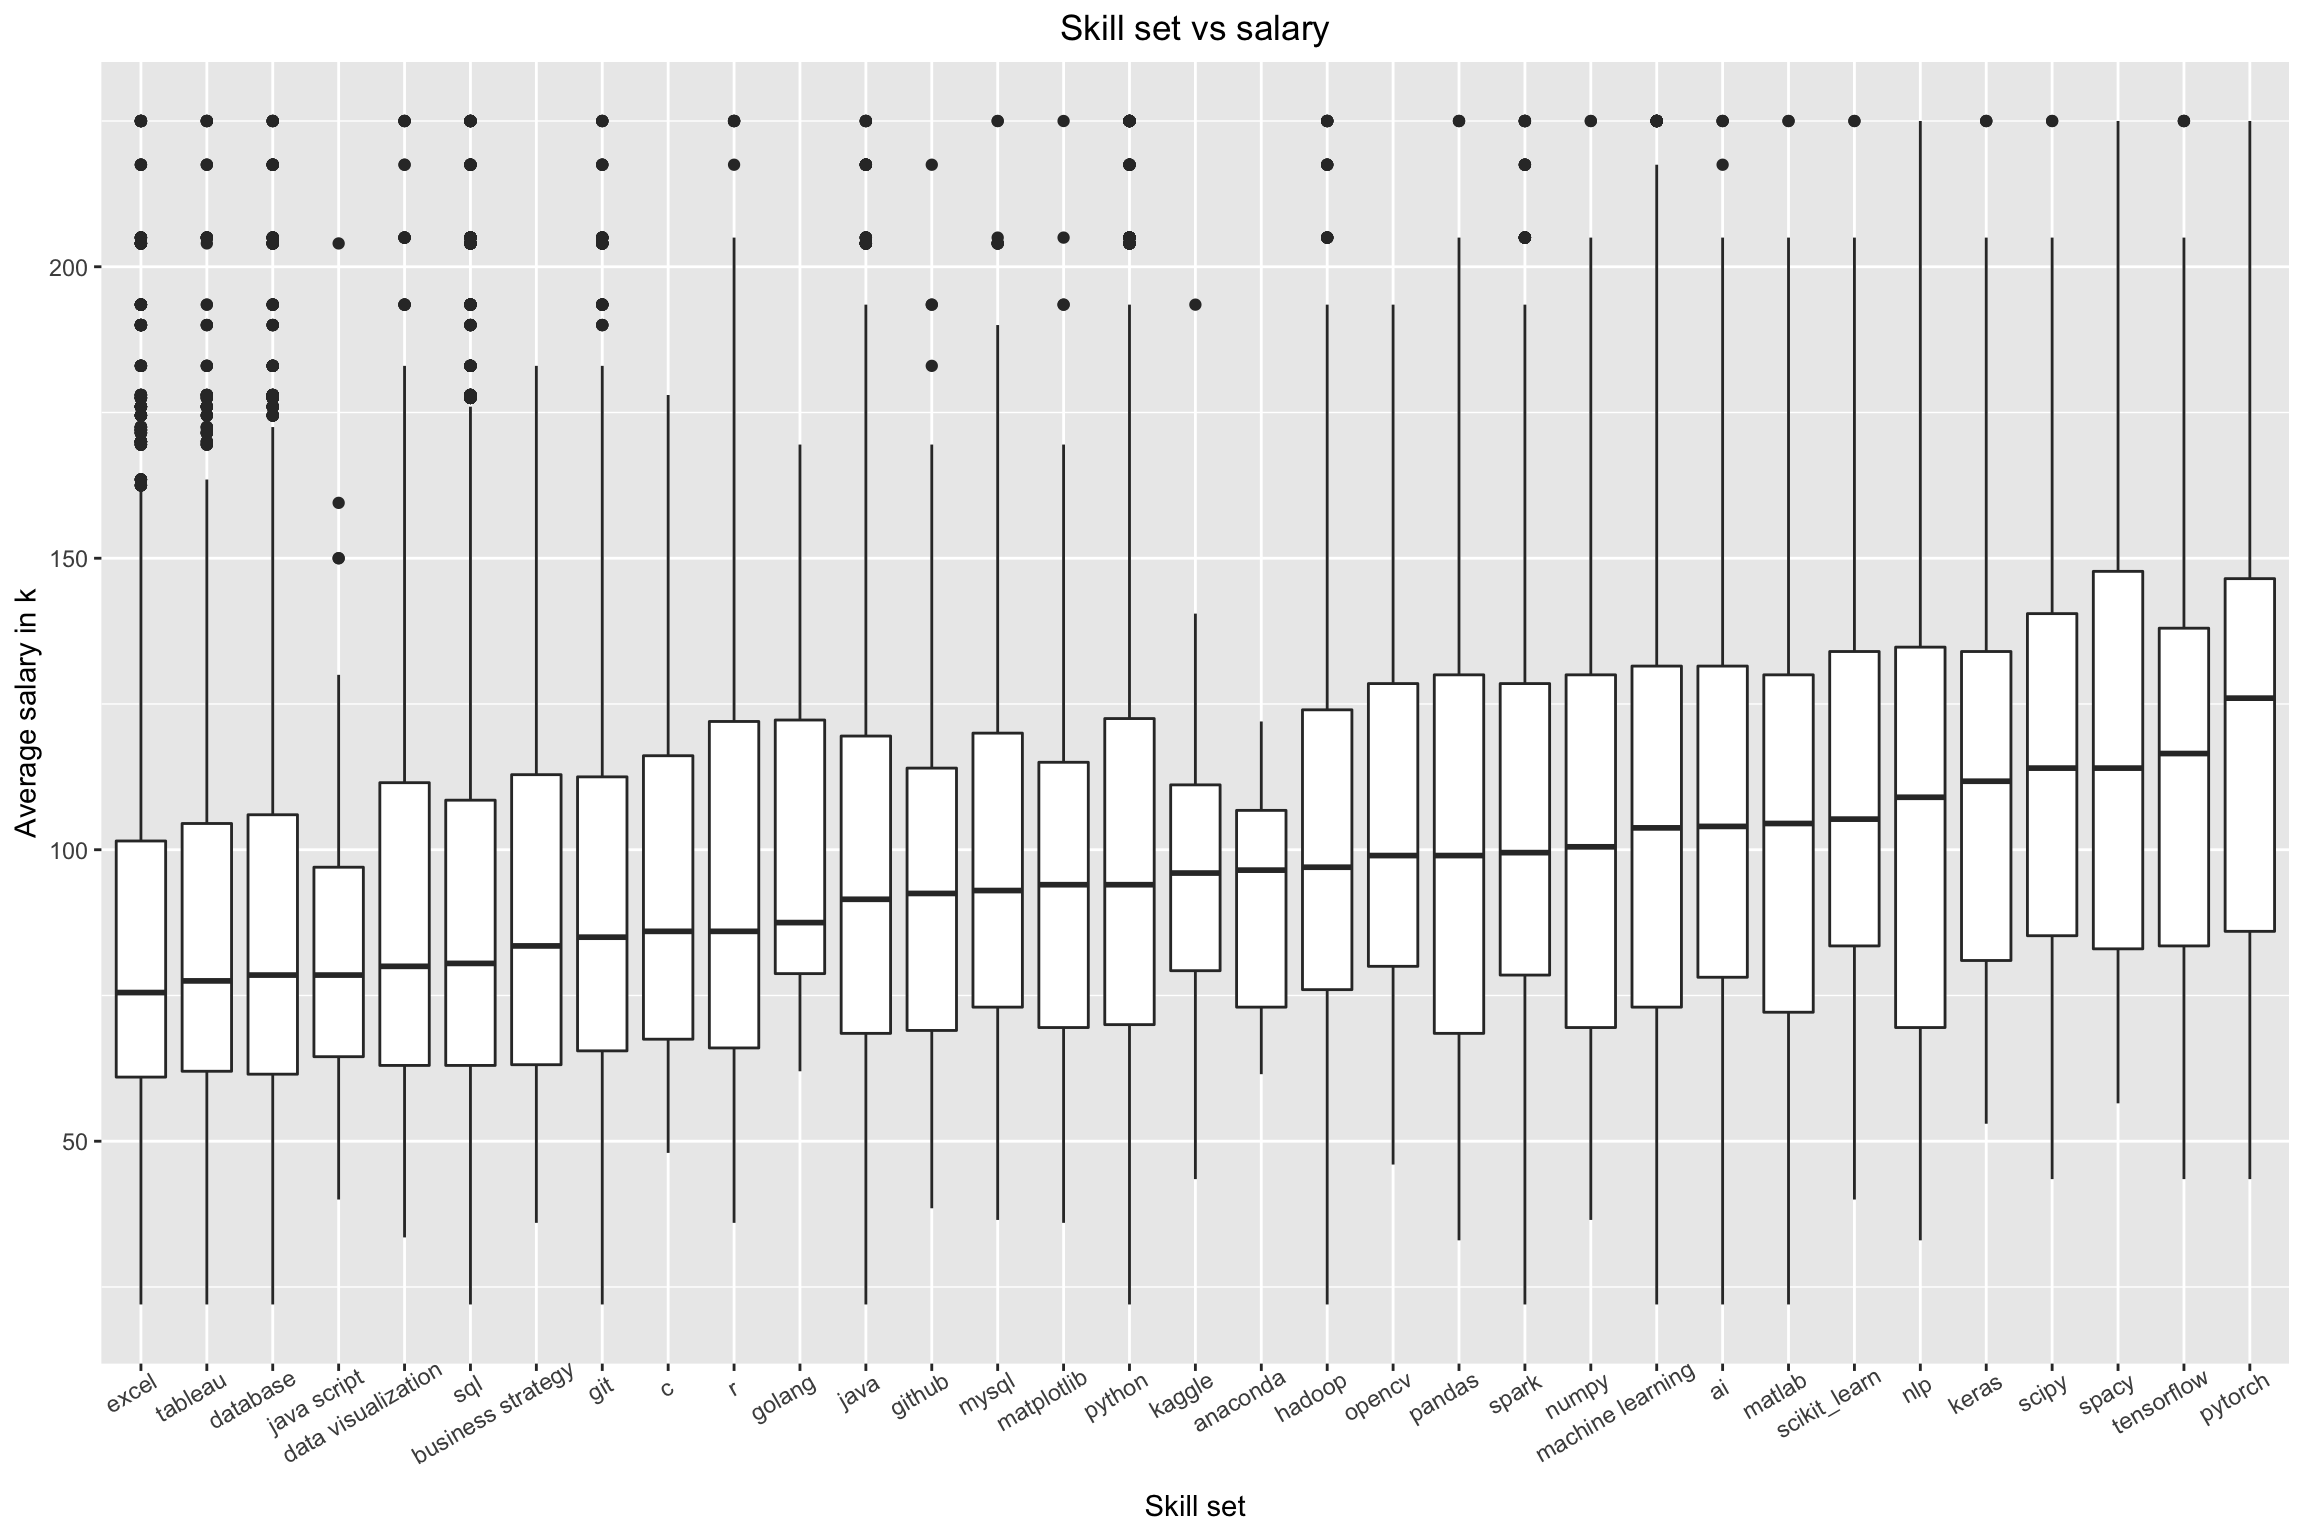 Skill set vs salary
Average salary in k
200
150
100
50
excel
tableau
database
java script
data visualization
sql
business strategy
git
c
r
golang
java
github
mysql
matplotlib
python
kaggle
anaconda
hadoop
opencv
pandas
spark
numpy
machine learning
ai
matlab
scikit_learn
nlp
keras
scipy
spacy
tensorflow
pytorch
Skill set